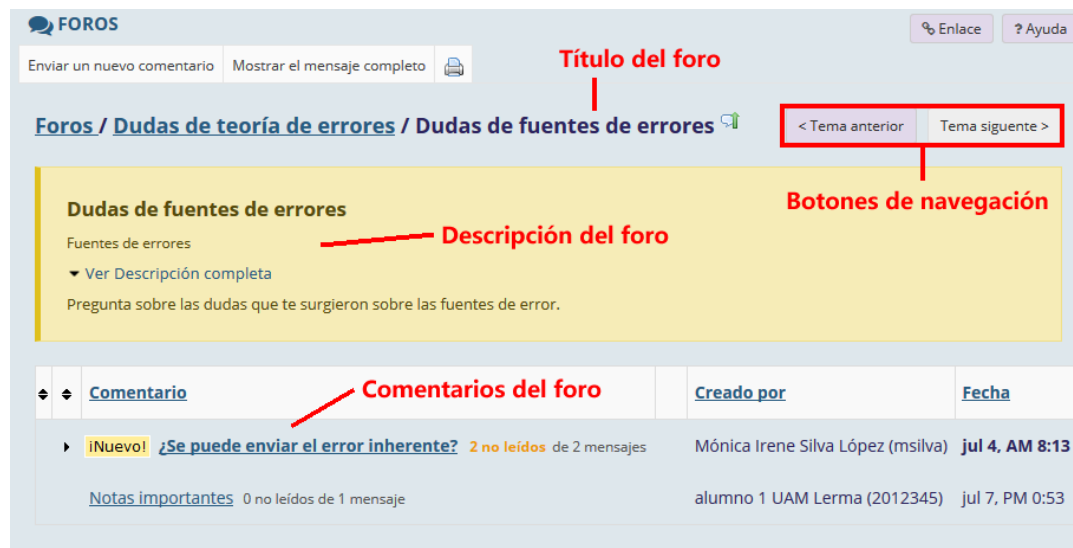 FOROS
Enlace
? Ayuda
Enviar un nuevo comentario Mostrar el mensaje completo
Título del foro
Foros / Dudas de teoría de errores / Dudas de fuentes de errores
< Tema anterior Tema siguente >
Botones de navegación
Dudas de fuentes de errores
Fuentes de errores
Descripción del foro
Ver Descripción completa
Pregunta sobre las dudas que te surgieron sobre las fuentes de error.
Comentarios del foro
Comentario Creado por Fecha
¡Nuevo! ¿Se puede enviar el error inherente? 2 no leídos de 2 mensajes Mónica Irene Silva López (msilva) jul 4, AM 8:13
Notas importantes 0 no leídos de 1 mensaje alumno 1 UAM Lerma (2012345) jul 7, PM 0:53